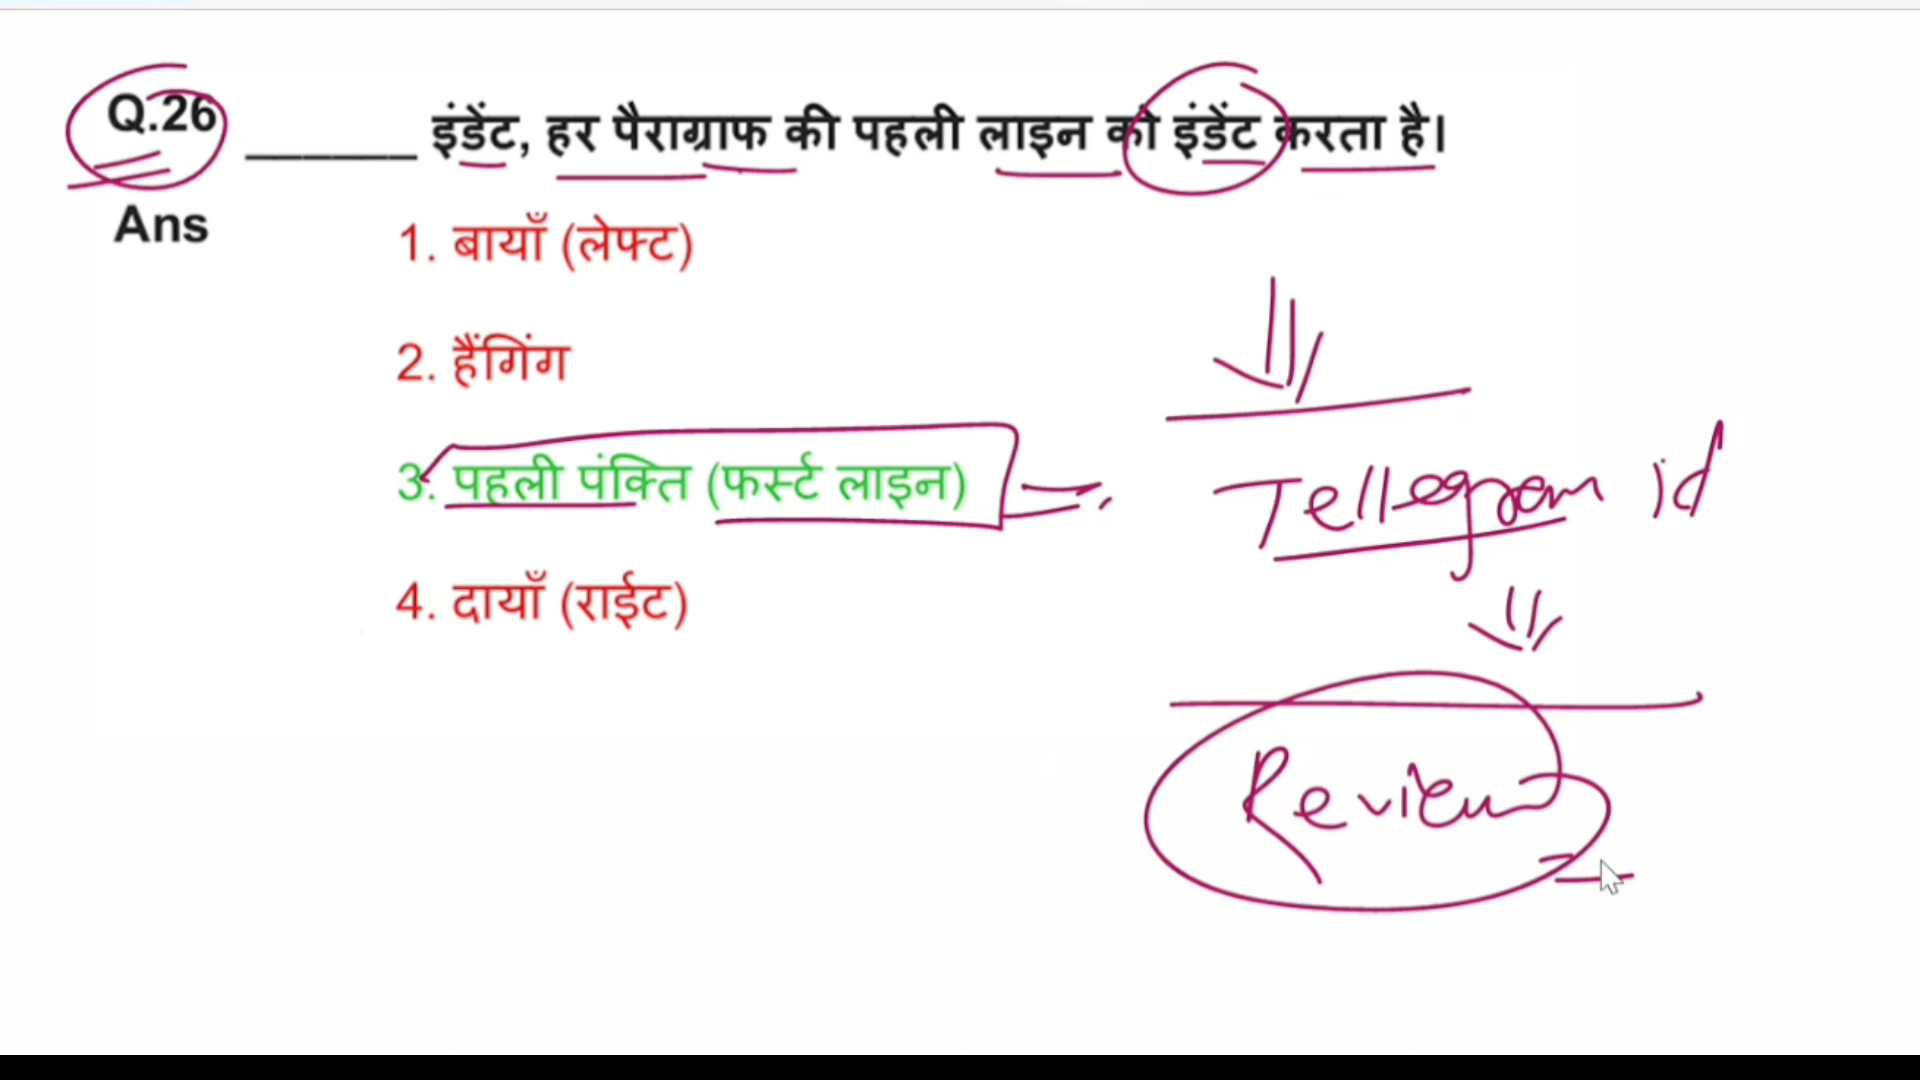 Q.26 ______ इंडेंट, हर पैराग्राफ की पहली लाइन को इंडेंट करता है।
Ans
1. बायाँ (लेफ्ट)
2. हैंगिंग
3. पहली पंक्ति (फर्स्ट लाइन)
4. दायाँ (राईट)
Tellegram id
Review